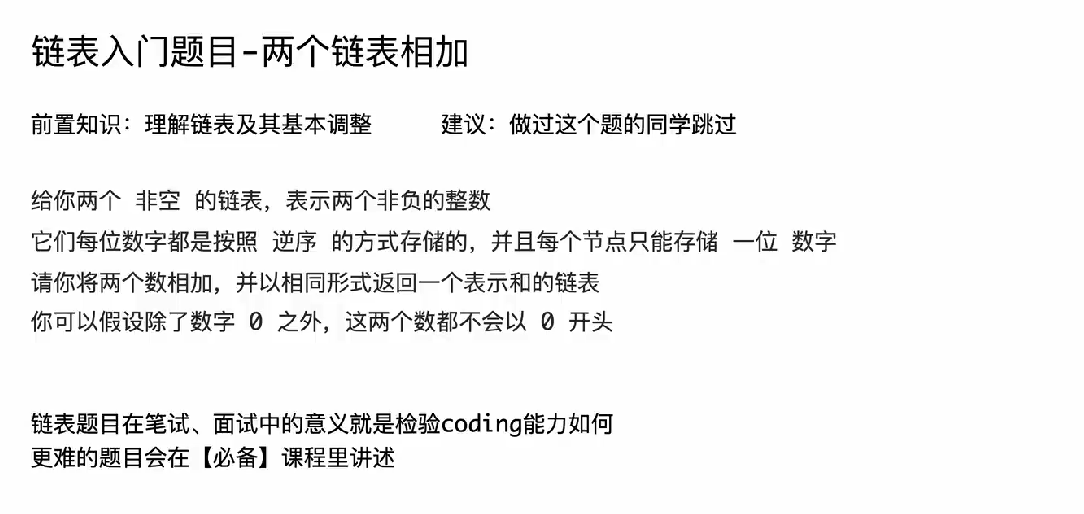 链表入门题目-两个链表相加
前置知识：理解链表及其基本调整 建议：做过这个题的同学跳过
给你两个 非空 的链表，表示两个非负的整数
它们每位数字都是按照 逆序 的方式存储的，并且每个节点只能存储 一位 数字
请你将两个数相加，并以相同形式返回一个表示和的链表
你可以假设除了数字 0 之外，这两个数都不会以 0 开头
链表题目在笔试、面试中的意义就是检验coding能力如何
更难的题目会在【必备】课程里讲述